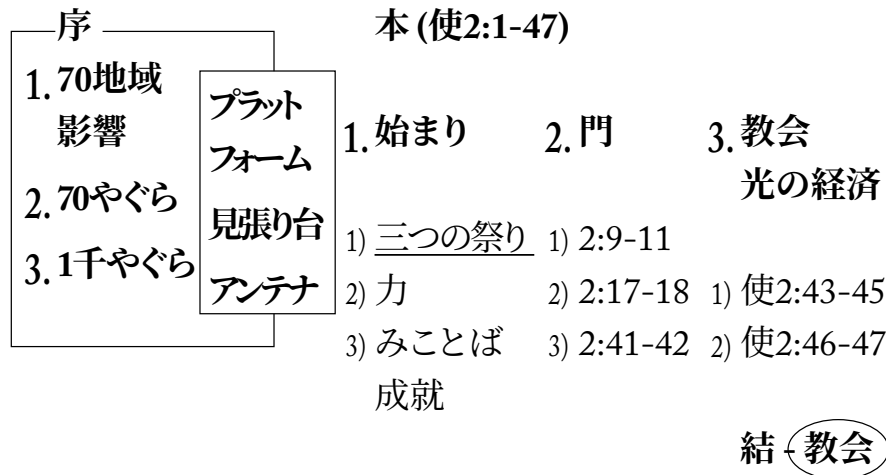 序
1. 70地域
影響
2. 70やぐら
3. 1千やぐら
プラット
フォーム
見張り台
アンテナ
本 (使2:1-47)
1. 始まり
1) 三つの祭り
2) 力
3) みことば
成就
2. 門
1) 2:9-11
2) 2:17-18
3) 2:41-42
3. 教会
光の経済
1) 使2:43-45
2) 使2:46-47
結 - 教会